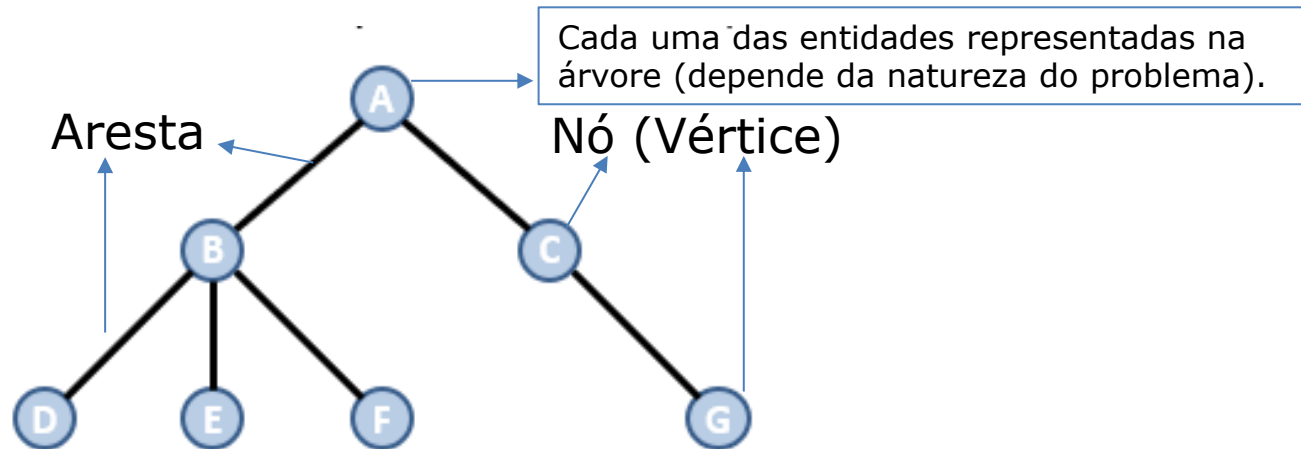 Cada uma das entidades representadas na
árvore (depende da natureza do problema).
A
Aresta
Nó (Vértice)
B
C
D
E
F
G